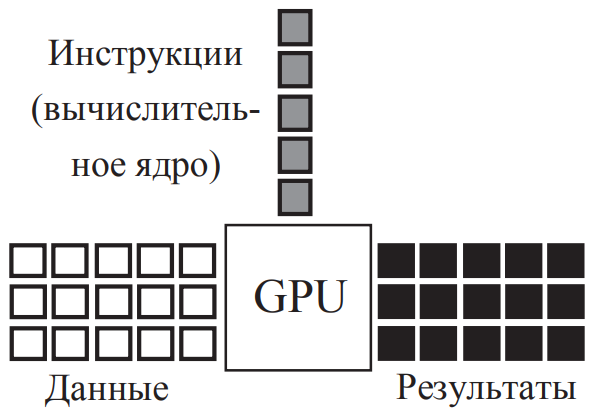 Инструкции
(вычислитель-
ное ядро)
GPU
Данные
Результаты